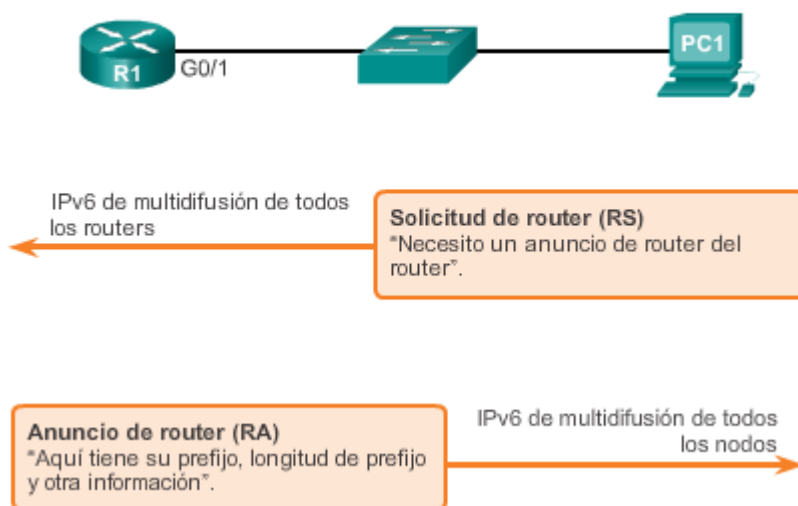 R1
G0/1
PC1
IPv6 de multidifusión de todos
los routers
Solicitud de router (RS)
"Necesito un anuncio de router del
router".
Anuncio de router (RA)
"Aquí tiene su prefijo, longitud de prefijo
y otra información".
IPv6 de multidifusión de todos
los nodos